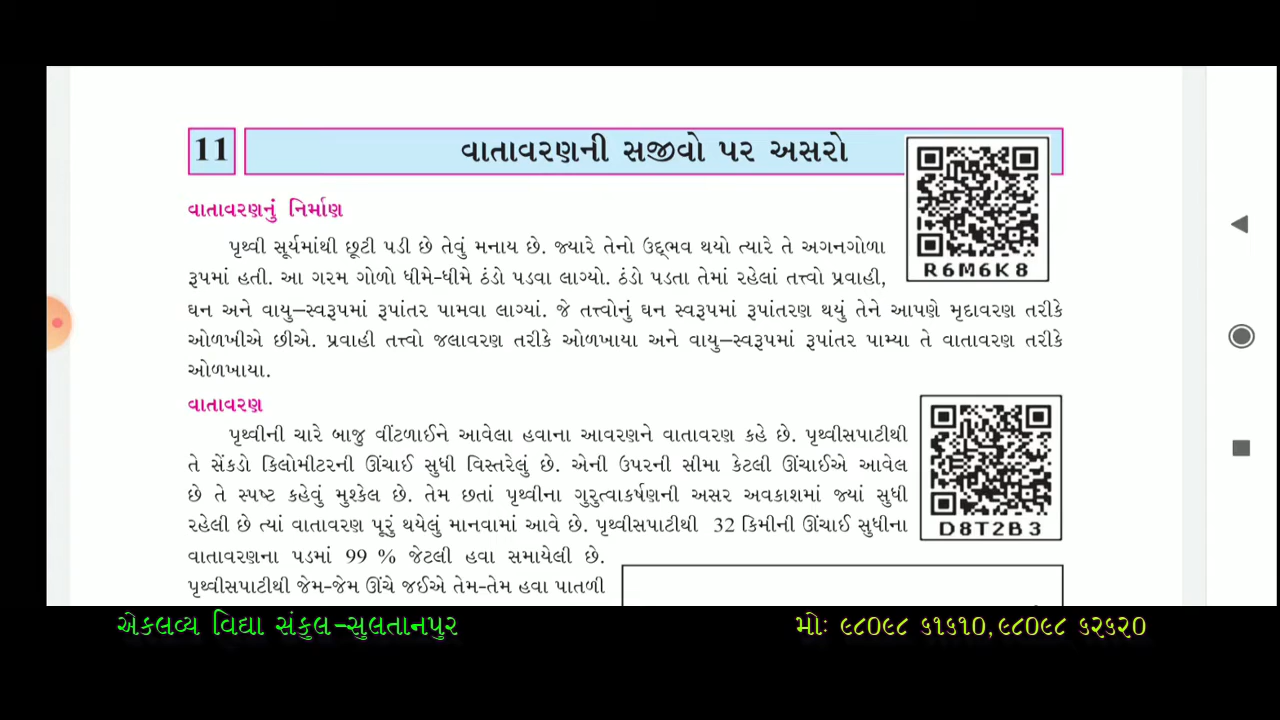 11
વાતાવરણની સજીવો પર અસરો
વાતાવરણનું નિર્માણ
પૃથ્વી સૂર્યમાંથી છૂટી પડી છે તેવું મનાય છે. જ્યારે તેનો ઉદ્ભવ થયો ત્યારે તે અગનગોળા
રૂપમાં હતી. આ ગરમ ગોળો ધીમે-ધીમે ઠંડો પડવા લાગ્યો. ઠંડો પડતા તેમાં રહેલાં તત્ત્વો પ્રવાહી,
ઘન અને વાયુ–સ્વરૂપમાં રૂપાંતર પામવા લાગ્યાં. જે તત્ત્વોનું ઘન સ્વરૂપમાં રૂપાંતરણ થયું તેને આપણે મૃદાવરણ તરીકે
ઓળખીએ છીએ. પ્રવાહી તત્ત્વો જલાવરણ તરીકે ઓળખાયા અને વાયુ–સ્વરૂપમાં રૂપાંતર પામ્યા તે વાતાવરણ તરીકે
ઓળખાયા.
R6M6K8
વાતાવરણ
પૃથ્વીની ચારે બાજુ વીંટળાઈને આવેલા હવાના આવરણને વાતાવરણ કહે છે. પૃથ્વીસપાટીથી
તે સેંકડો કિલોમીટરની ઊંચાઈ સુધી વિસ્તરેલું છે. એની ઉપરની સીમા કેટલી ઊંચાઈએ આવેલ
છે તે સ્પષ્ટ કહેવું મુશ્કેલ છે. તેમ છતાં પૃથ્વીના ગુરુત્વાકર્ષણની અસર અવકાશમાં જ્યાં સુધી
રહેલી છે ત્યાં વાતાવરણ પૂરું થયેલું માનવામાં આવે છે. પૃથ્વીસપાટીથી 32 કિમીની ઊંચાઈ સુધીના
વાતાવરણના પડમાં 99 % જેટલી હવા સમાયેલી છે.
પૃથ્વીસપાટીથી જેમ-જેમ ઊંચે જઈએ તેમ-તેમ હવા પાતળી
D8T2B3
એકલવ્ય વિદ્યા સંકુલ-સુલતાનપુર
મોઃ ૯૮૦૯૮ ૬૧૬૧૦,૯૮૦૯૮ ૬૨૬૨૦